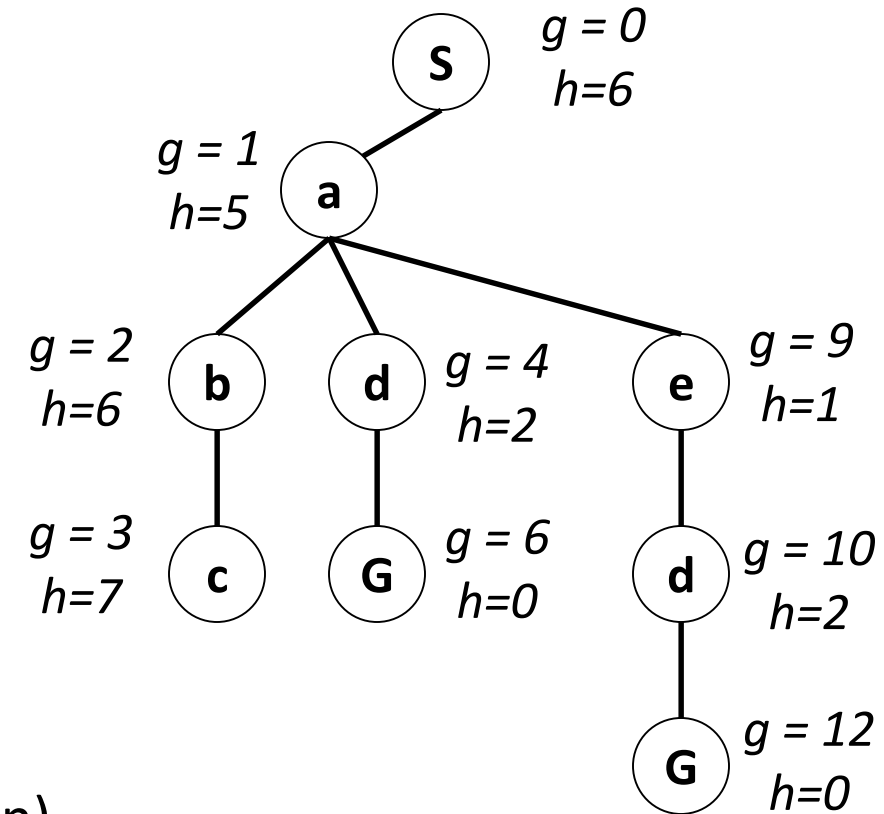 S
g = 0
h=6
g = 1
h=5
a
g = 2
h=6
b
d
g = 4
h=2
e
g = 9
h=1
g = 3
h=7
c
G
g = 6
h=0
d
g = 10
h=2
G
g = 12
h=0
n)